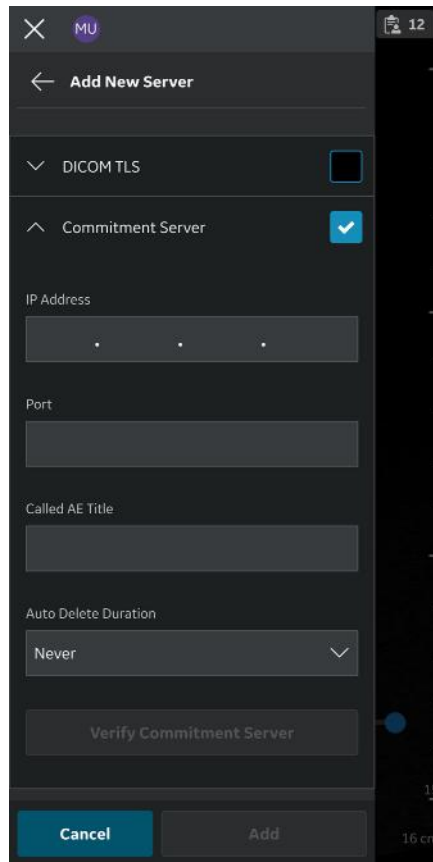 MU
12
Add New Server
DICOM TLS
Commitment Server
IP Address
. . .
Port
Called AE Title
Auto Delete Duration
Never
Verify Commitment Server
Cancel
Add
16